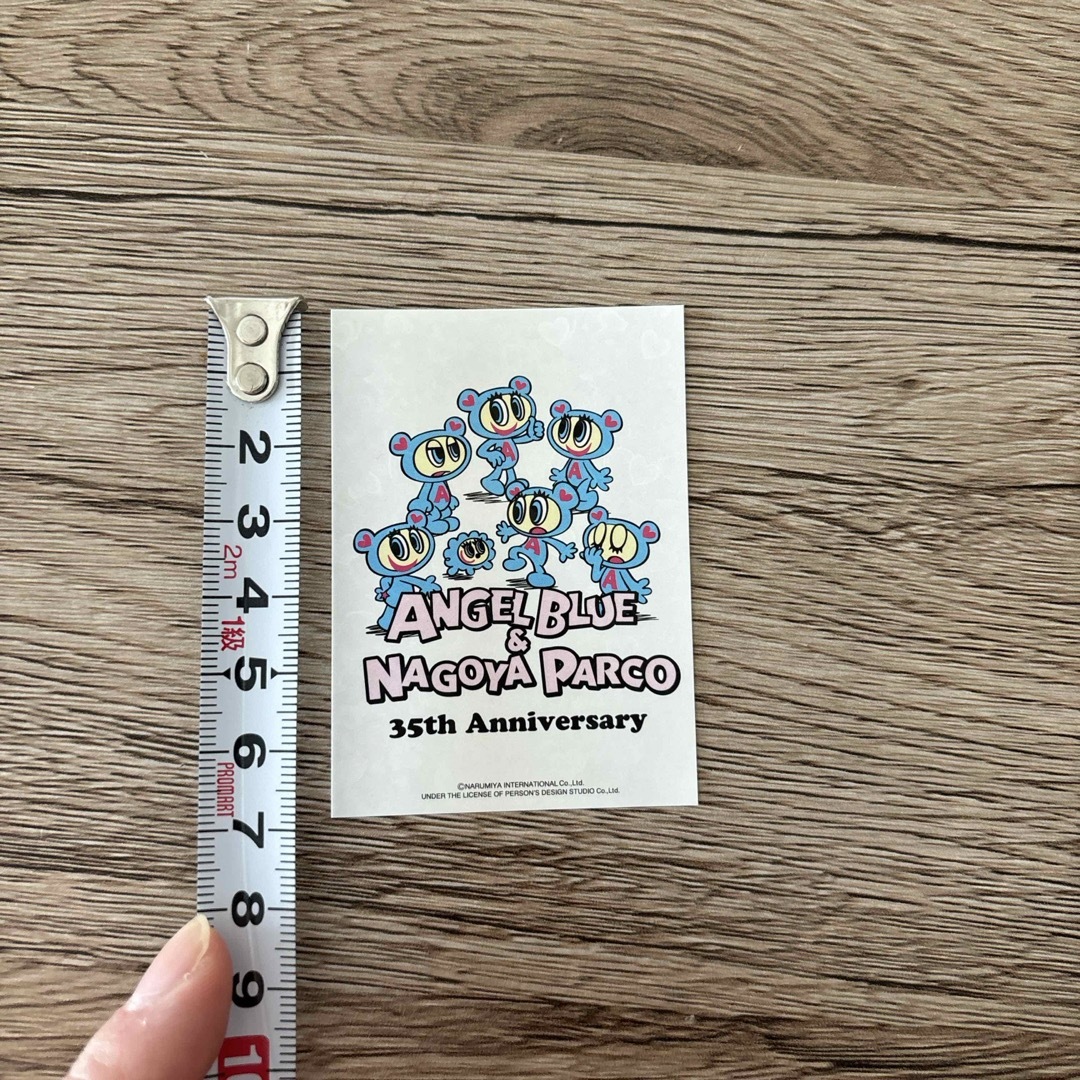 2
3
2m
4
1級
5
6
PROMART
7
8
9
10
A
A
A
A
A
ANGEL BLUE
&
NAGOYA PARCO
35th Anniversary
©NARUMIYA INTERNATIONAL Co.,Ltd.
UNDER THE LICENSE OF PERSON'S DESIGN STUDIO Co.,Ltd.